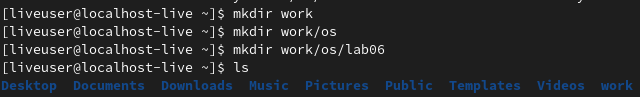 [liveuser@localhost-live ~]$ mkdir work
[liveuser@localhost-live ~]$ mkdir work/os
[liveuser@localhost-live ~]$ mkdir work/os/lab06
[liveuser@localhost-live ~]$ ls
Desktop  Documents  Downloads  Music  Pictures  Public  Templates  Videos  work